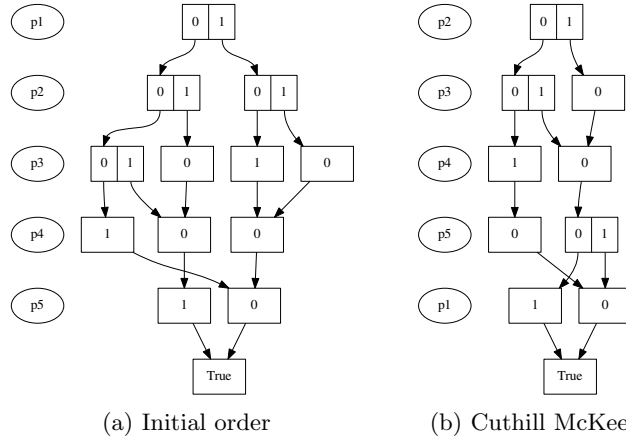 p1 0 1 p2 0 1
p2 0 1 0 1 p3 0 1 0
p3 0 1 0 1 0 p4 1 0
p4 1 0 0 p5 0 0 1
p5 1 0 p1 1 0
True True
(a) Initial order (b) Cuthill McKee